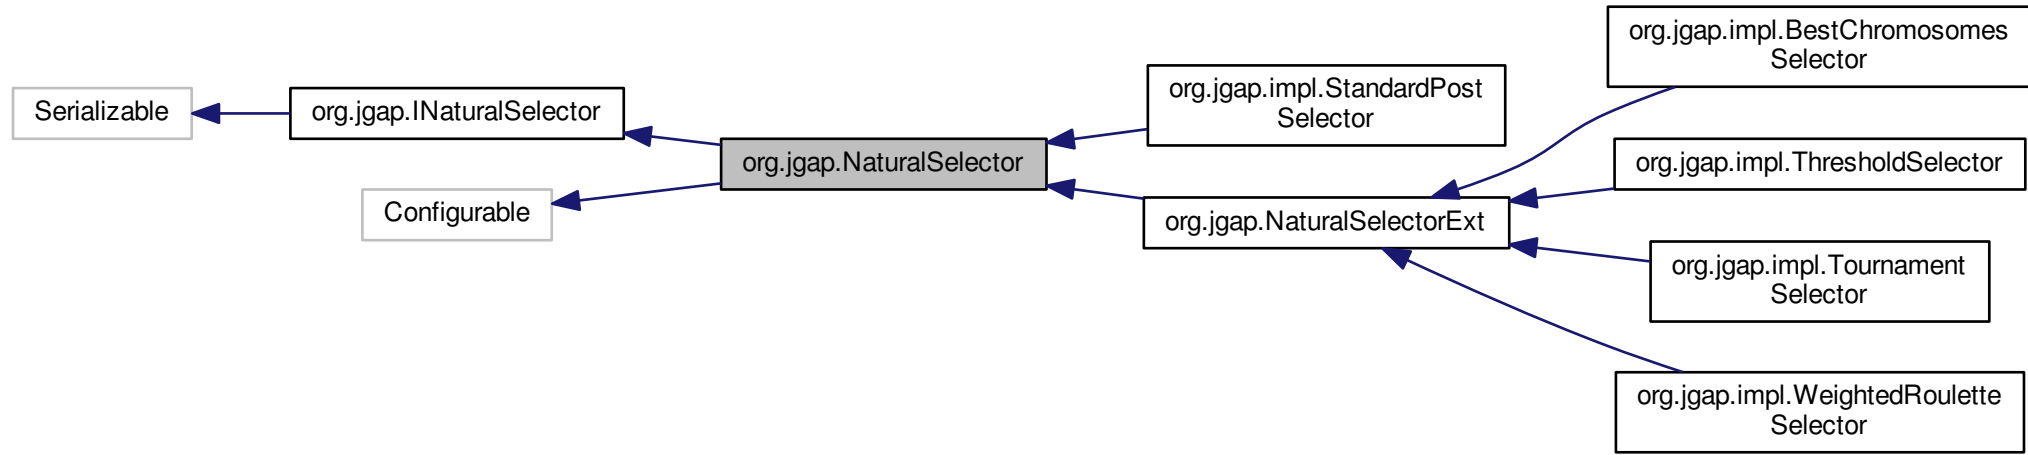 Serializable
org.jgap.INaturalSelector
Configurable
org.jgap.NaturalSelector
org.jgap.impl.StandardPost
Selector
org.jgap.NaturalSelectorExt
org.jgap.impl.BestChromosomes
Selector
org.jgap.impl.ThresholdSelector
org.jgap.impl.Tournament
Selector
org.jgap.impl.WeightedRoulette
Selector